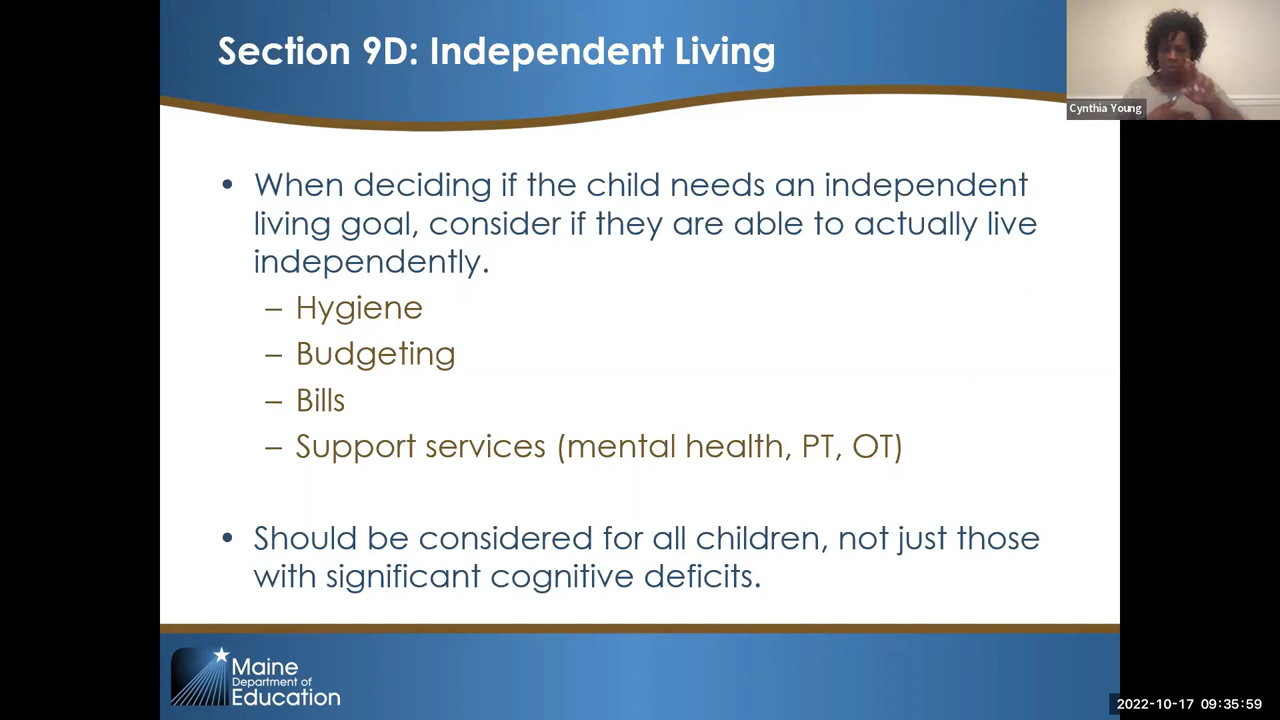 Section 9D: Independent Living
Cynthia Young
• When deciding if the child needs an independent
living goal, consider if they are able to actually live
independently.
– Hygiene
– Budgeting
– Bills
– Support services (mental health, PT, OT)
• Should be considered for all children, not just those
with significant cognitive deficits.
Maine
Department of
Education
2022-10-17 09:35:59